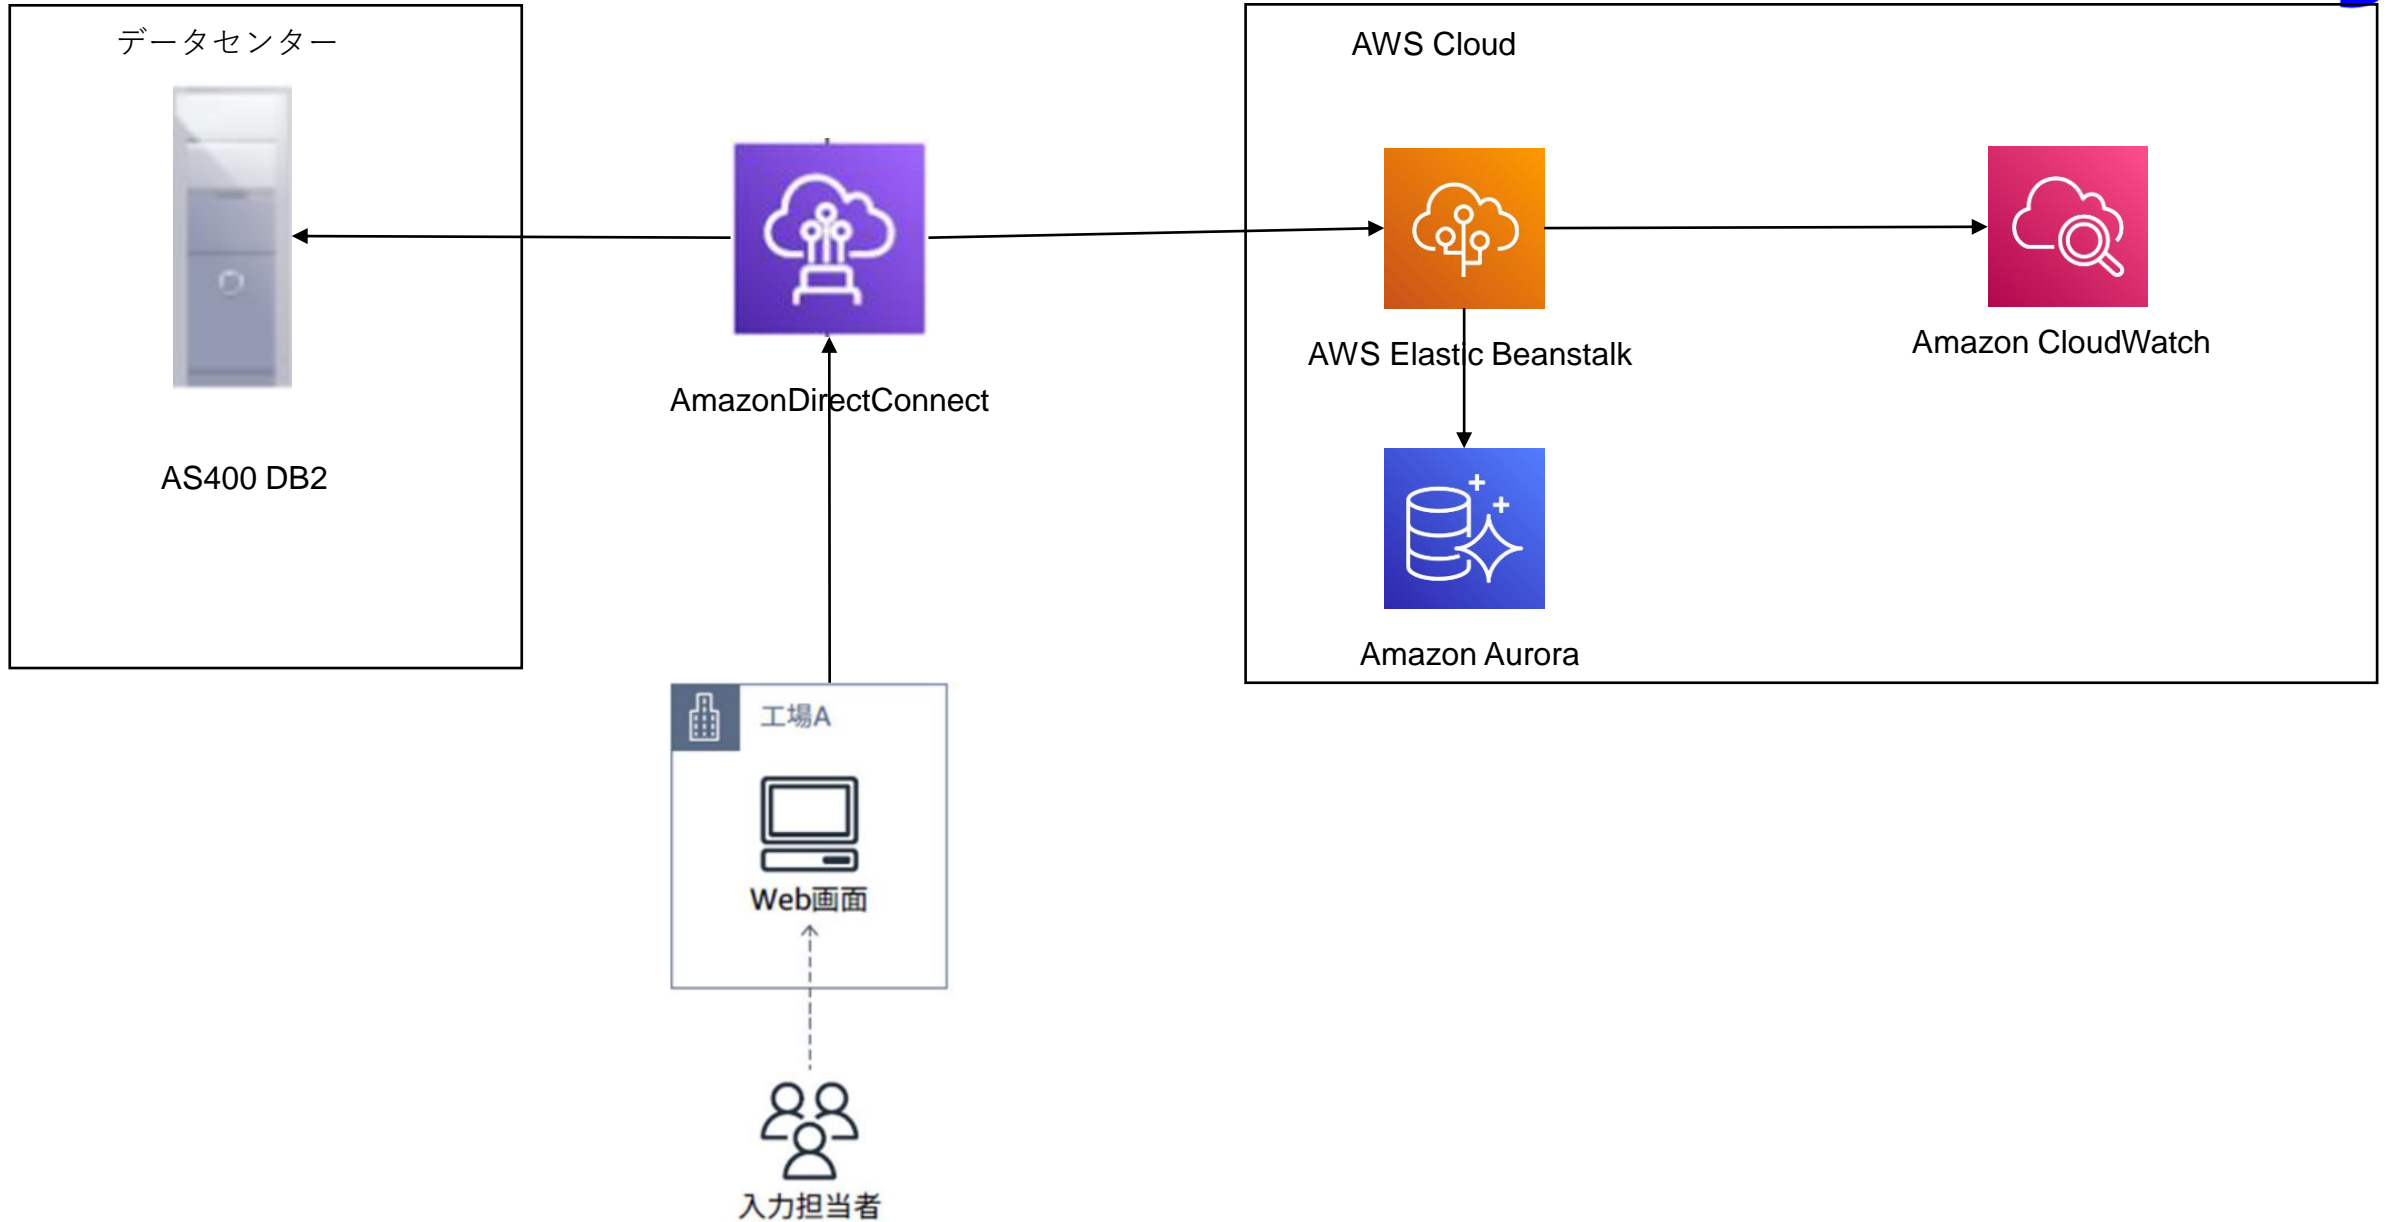 データセンター
AWS Cloud
AWS Elastic Beanstalk
Amazon CloudWatch
AmazonDirectConnect
AS400 DB2
Amazon Aurora
工場A
Web画面
入力担当者